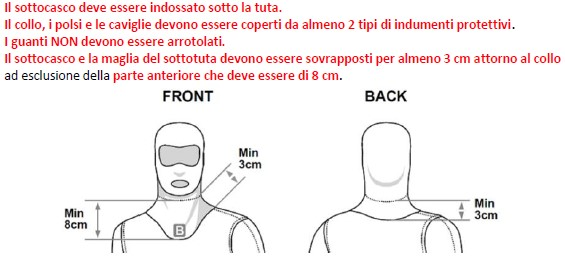 Il sottocasco deve essere indossato sotto la tuta.
Il collo, i polsi e le caviglie devono essere coperti da almeno 2 tipi di indumenti protettivi.
I guanti NON devono essere arrotolati.
Il sottocasco e la maglia del sottotuta devono essere sovrapposti per almeno 3 cm attorno al collo
ad esclusione della parte anteriore che deve essere di 8 cm.
FRONT
BACK
Min
3cm
Min
8cm
B
Min
3cm